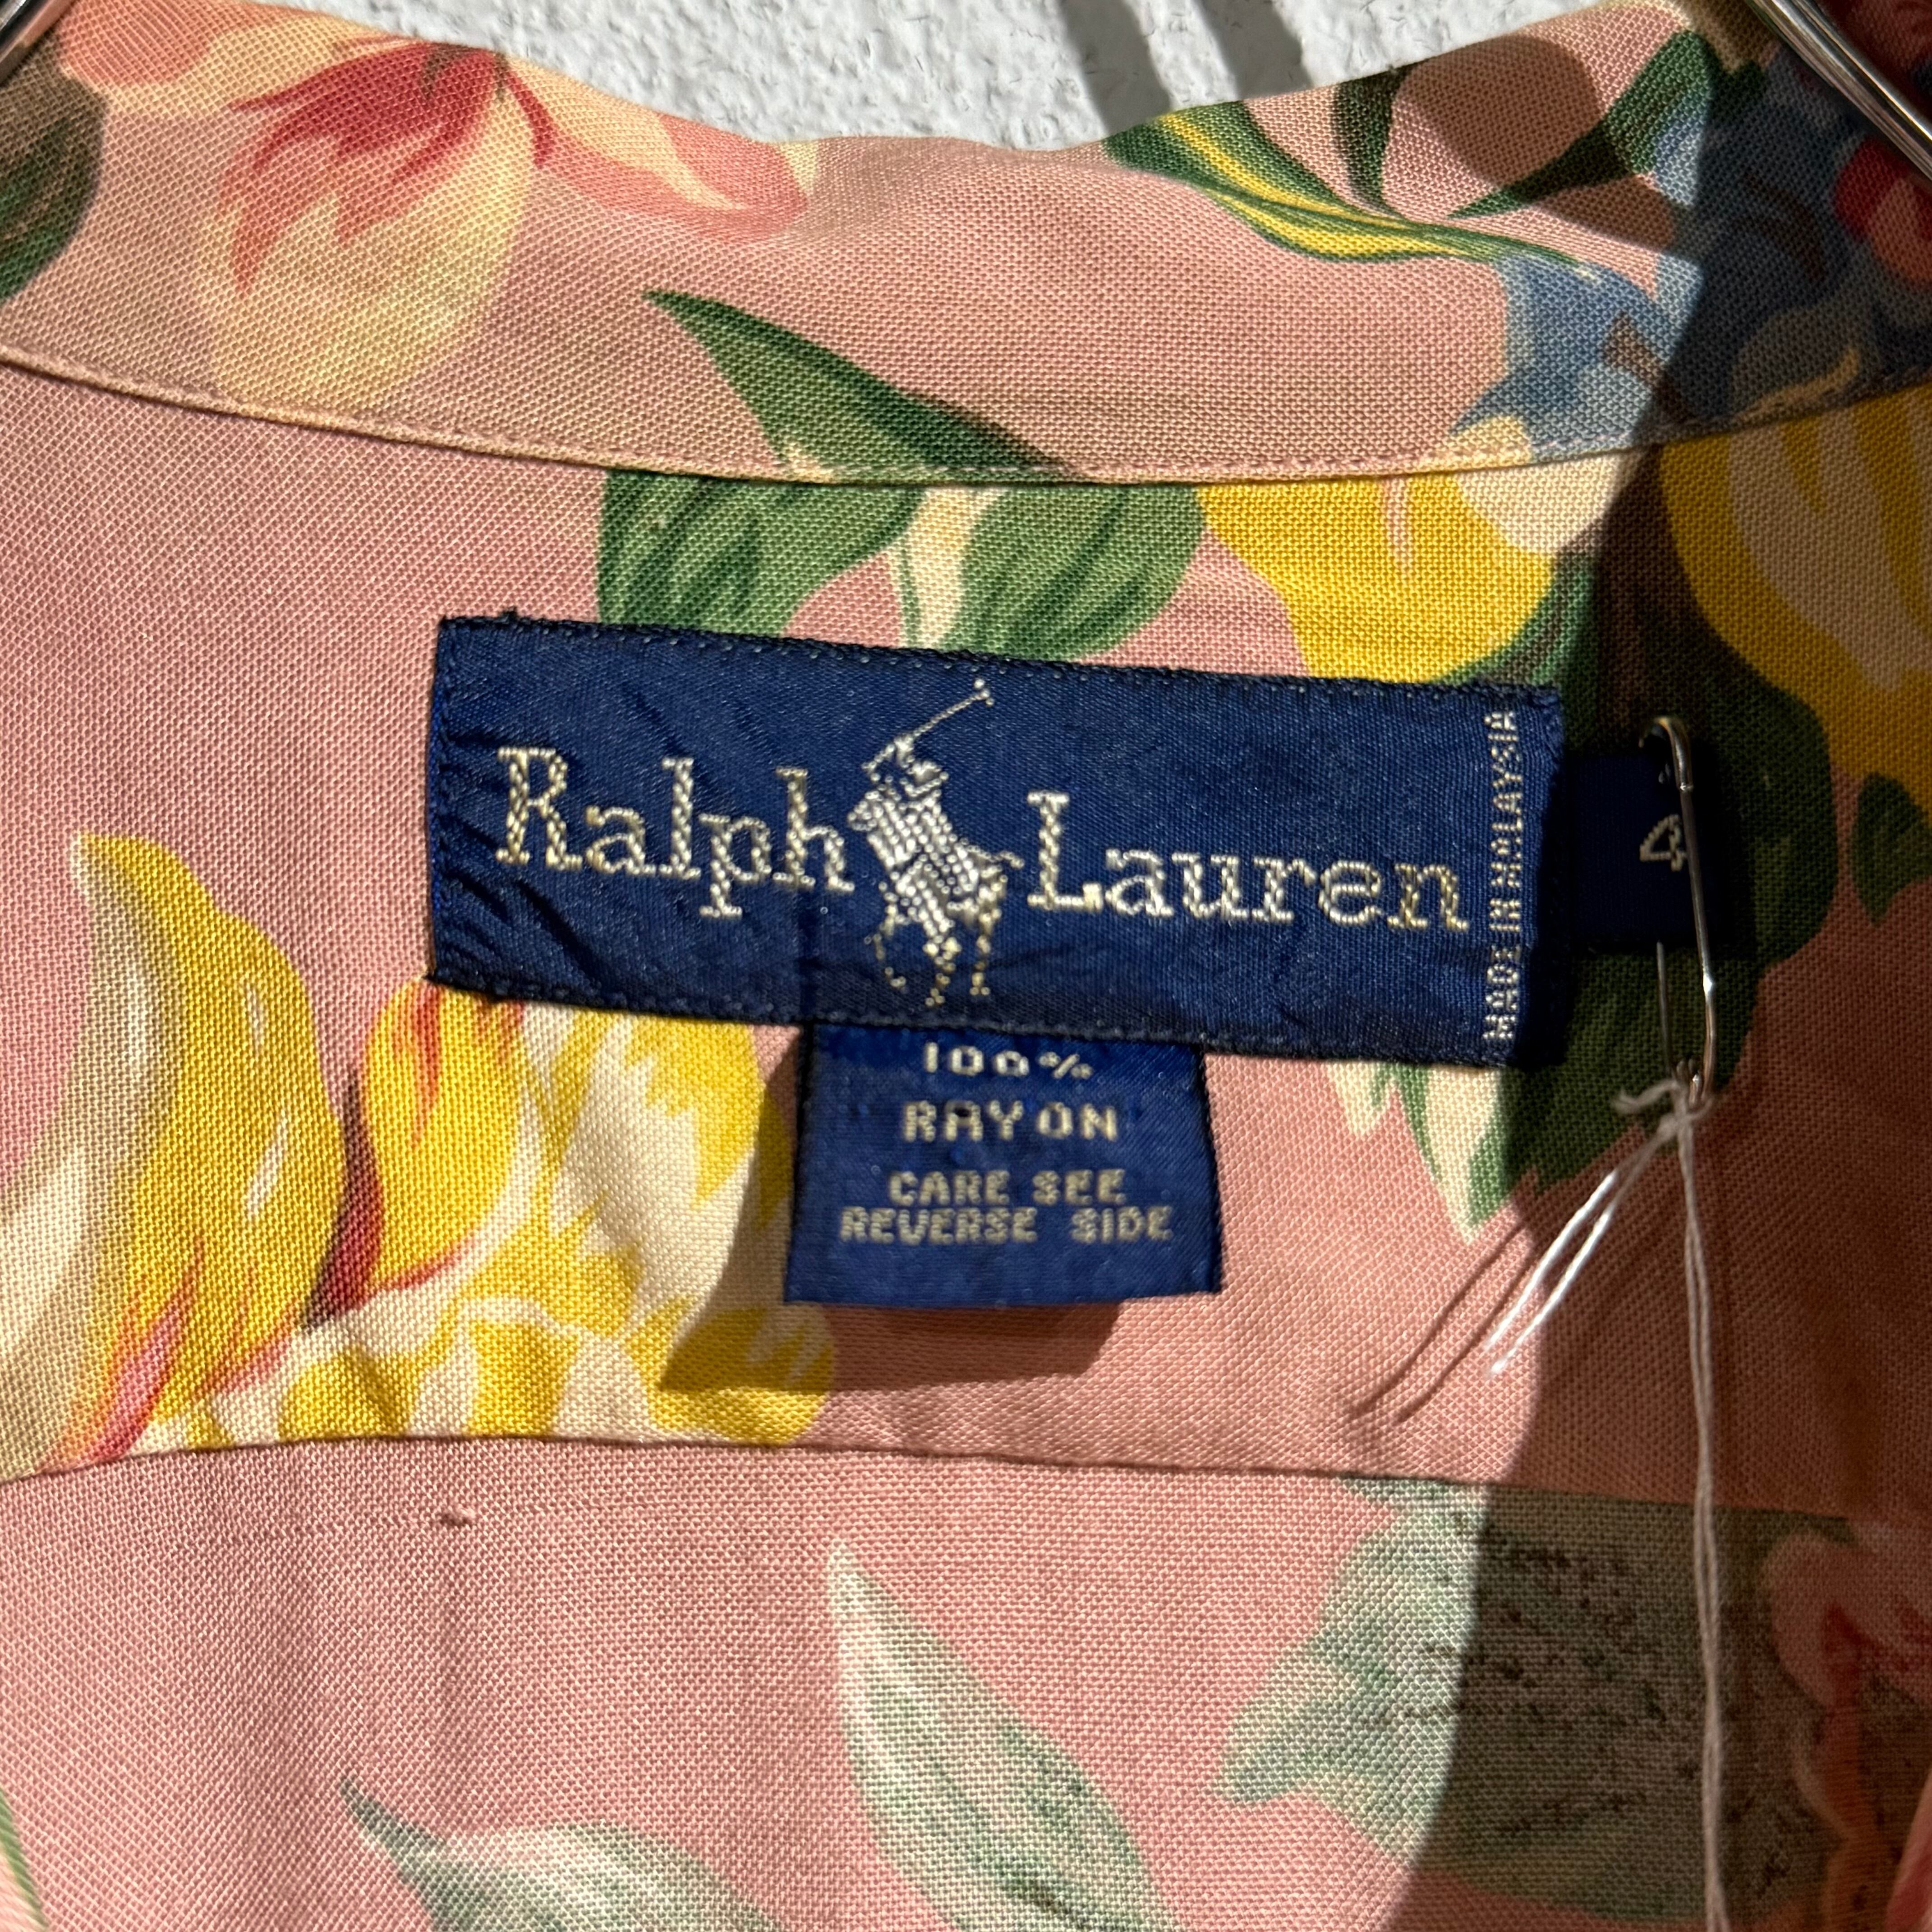 Ralph Lauren
MADE IN MALAYSIA
4
100%
RAYON
CARE SEE
REVERSE SIDE